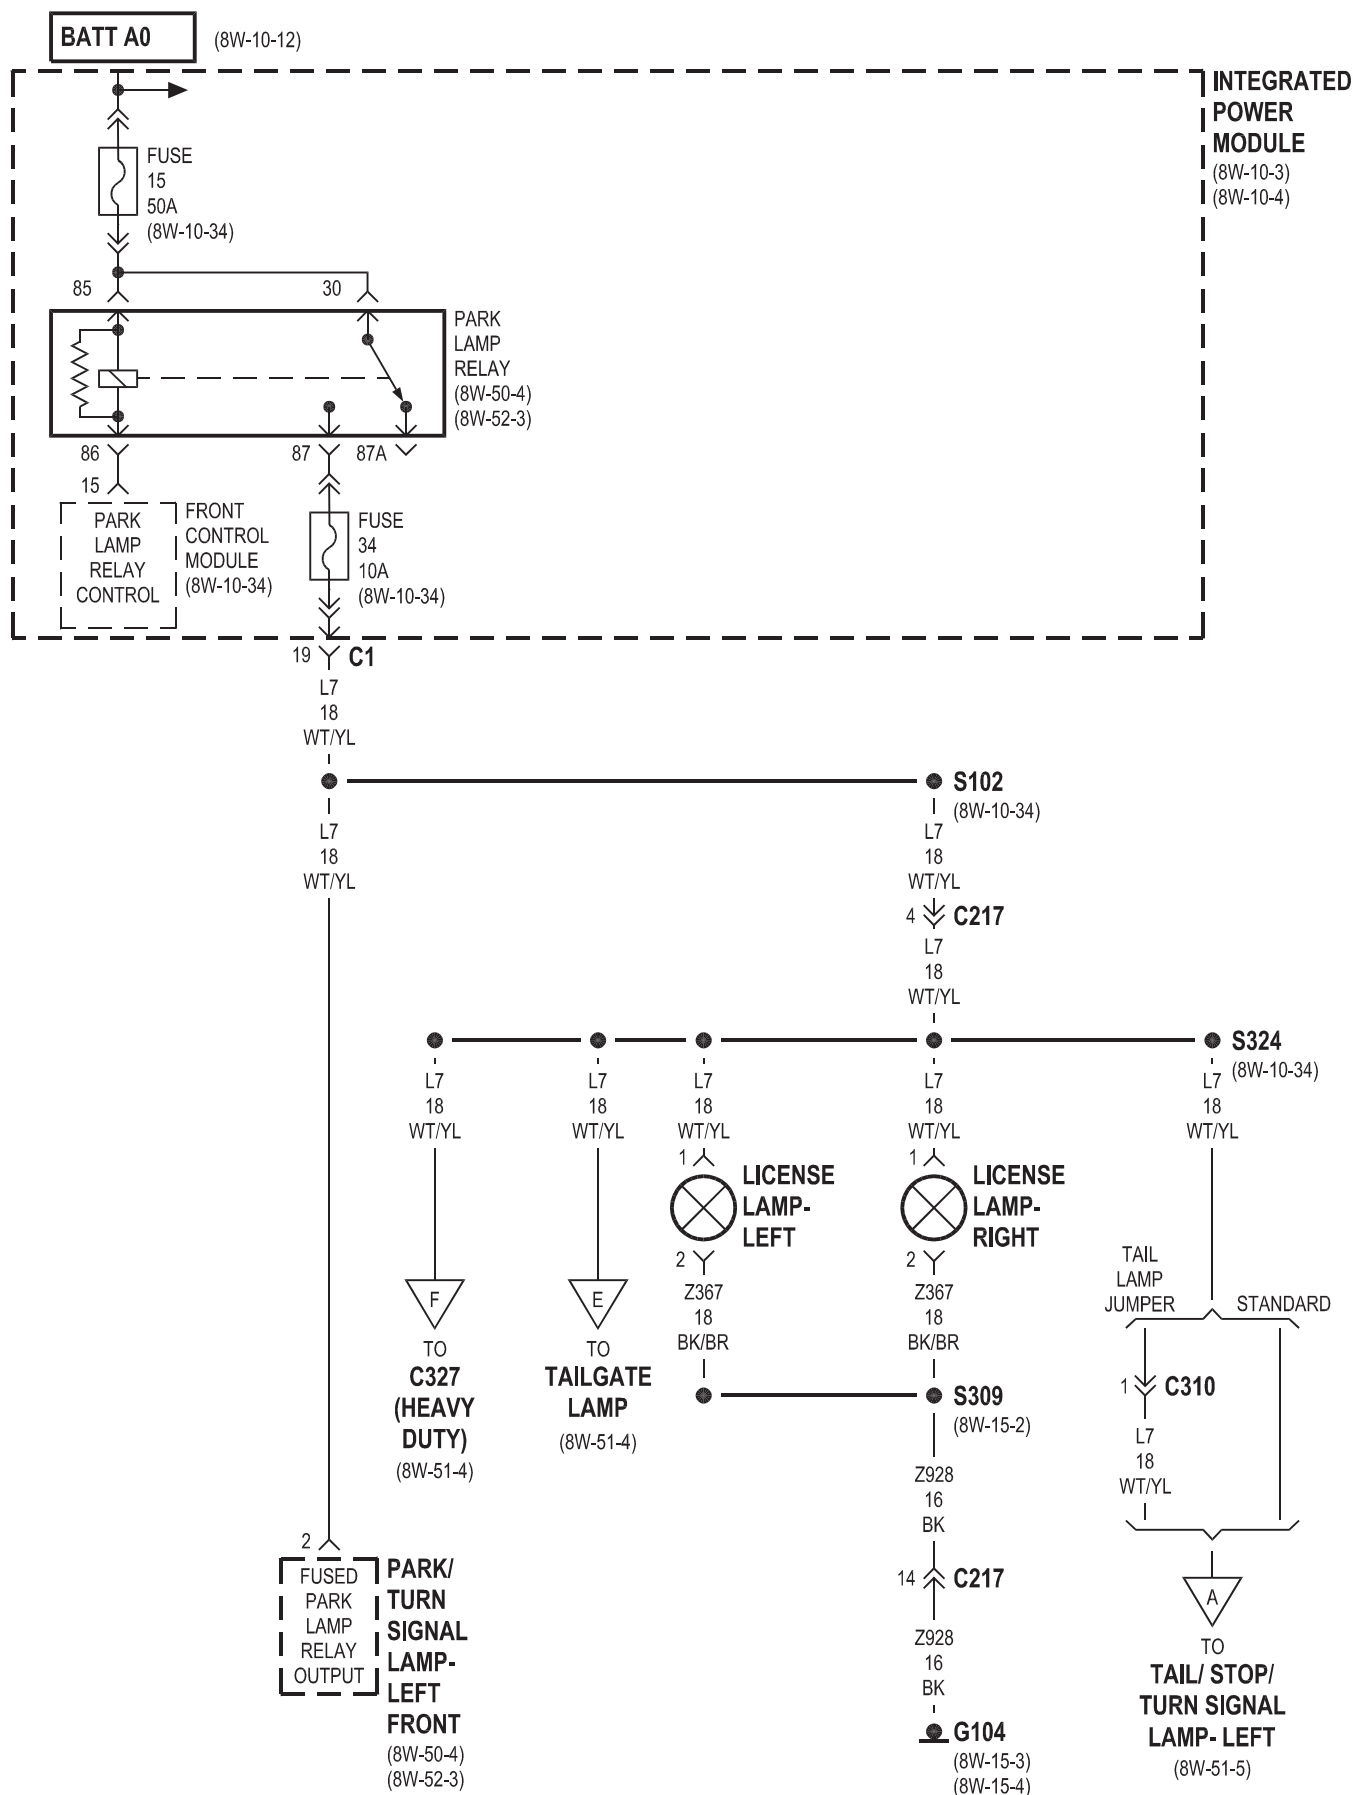 BATT A0
(8W-10-12)
INTEGRATED
POWER
MODULE
(8W-10-3)
(8W-10-4)
FUSE
15
50A
(8W-10-34)
85
30
PARK
LAMP
RELAY
(8W-50-4)
(8W-52-3)
86
87
87A
15
PARK
LAMP
RELAY
CONTROL
FRONT
CONTROL
MODULE
(8W-10-34)
FUSE
34
10A
(8W-10-34)
19
C1
L7
18
WT/YL
S102
(8W-10-34)
L7
18
WT/YL
L7
18
WT/YL
4
C217
L7
18
WT/YL
S324
(8W-10-34)
L7
18
WT/YL
L7
18
WT/YL
L7
18
WT/YL
L7
18
WT/YL
L7
18
WT/YL
1
LICENSE
LAMP-
LEFT
2
1
LICENSE
LAMP-
RIGHT
2
Z367
18
BK/BR
Z367
18
BK/BR
F
TO
C327
(HEAVY
DUTY)
(8W-51-4)
E
TO
TAILGATE
LAMP
(8W-51-4)
TAIL
LAMP
JUMPER
STANDARD
1
C310
L7
18
WT/YL
S309
(8W-15-2)
Z928
16
BK
14
C217
Z928
16
BK
G104
(8W-15-3)
(8W-15-4)
2
FUSED
PARK
LAMP
RELAY
OUTPUT
PARK/
TURN
SIGNAL
LAMP-
LEFT
FRONT
(8W-50-4)
(8W-52-3)
A
TO
TAIL/ STOP/
TURN SIGNAL
LAMP- LEFT
(8W-51-5)